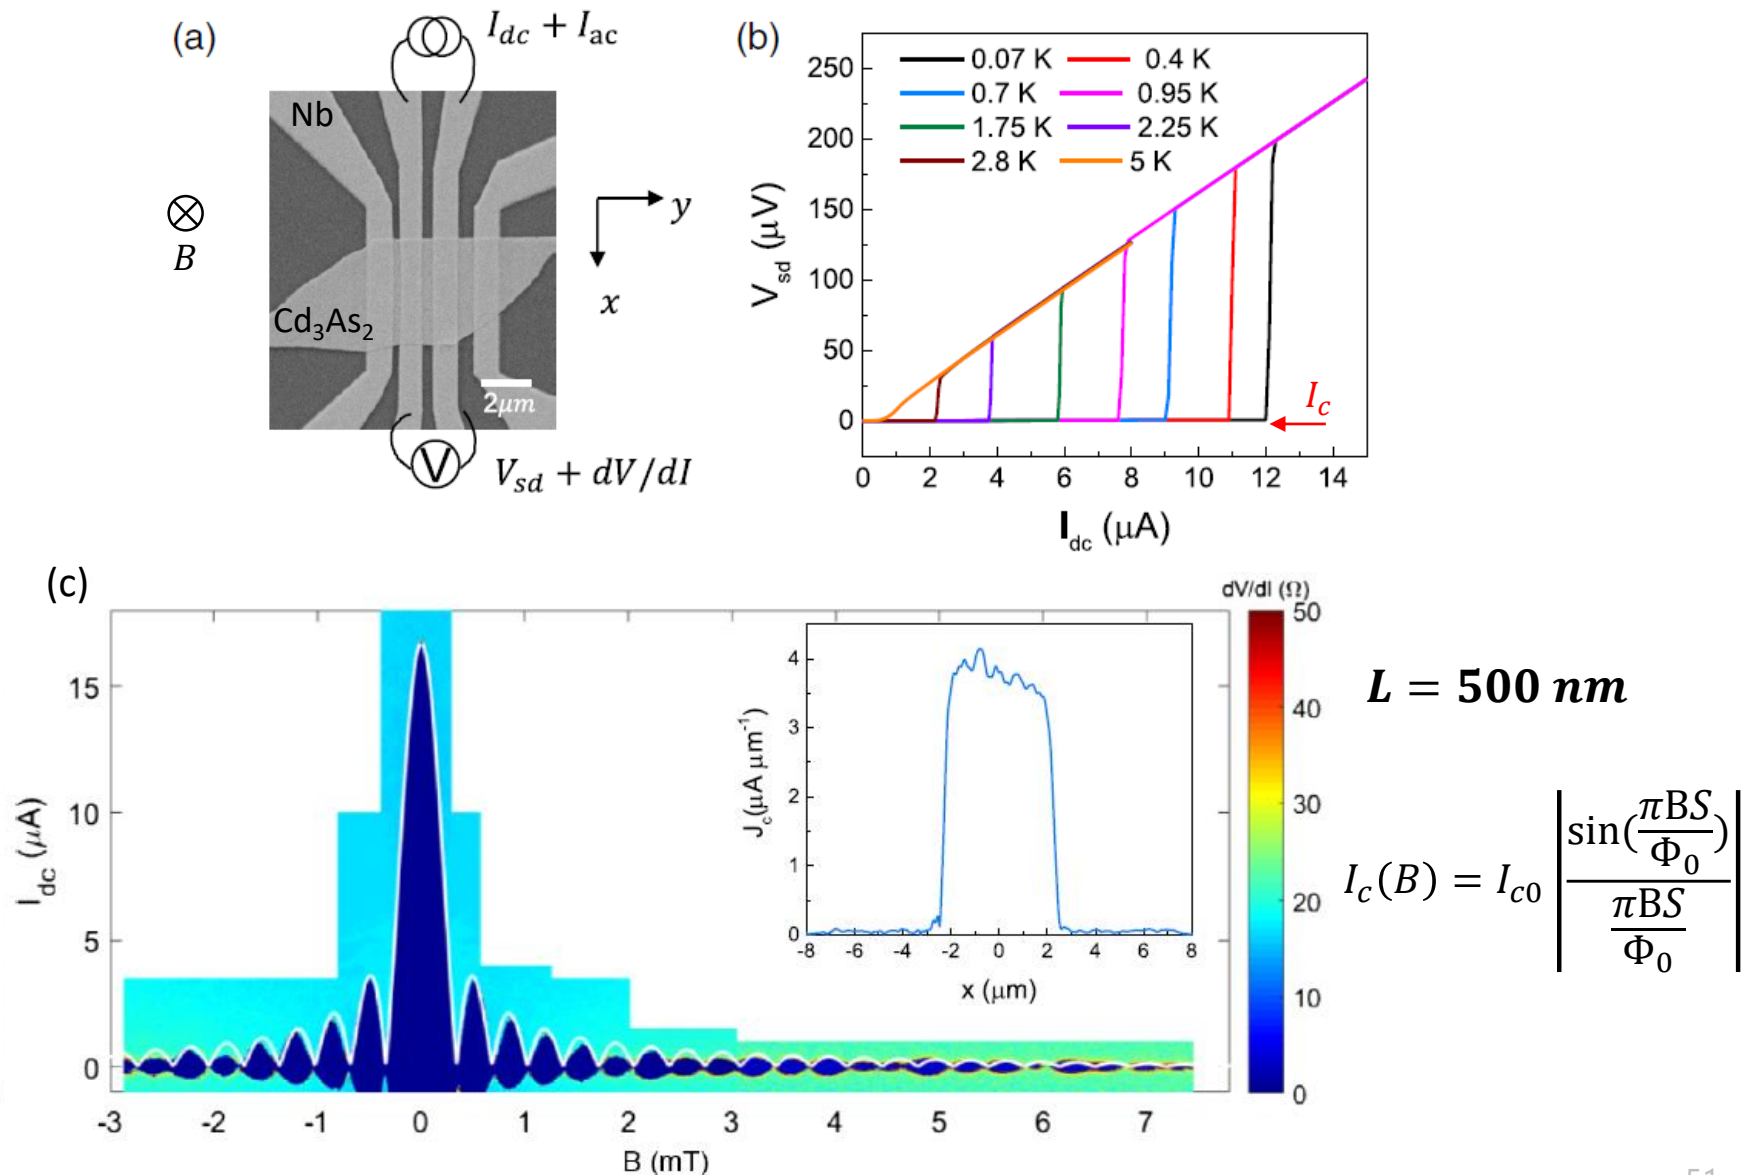 (a)
I_dc + I_ac
Nb
B
y
x
Cd₃As₂
2μm
V
V_sd + dV/dI
(b)
0.07 K 0.4 K
0.7 K 0.95 K
1.75 K 2.25 K
2.8 K 5 K
V_sd (μV)
250
200
150
100
50
0
I_c
0 2 4 6 8 10 12 14
I_dc (μA)
(c)
I_dc (μA)
15
10
5
0
-3 -2 -1 0 1 2 3 4 5 6 7
B (mT)
J_c(μA μm⁻¹)
4
3
2
1
0
-8 -6 -4 -2 0 2 4 6 8
x (μm)
dV/dI (Ω)
50
40
30
20
10
0
L = 500 nm
I_c(B) = I_c0 | sin(πBS/Φ₀) / (πBS/Φ₀) |
51